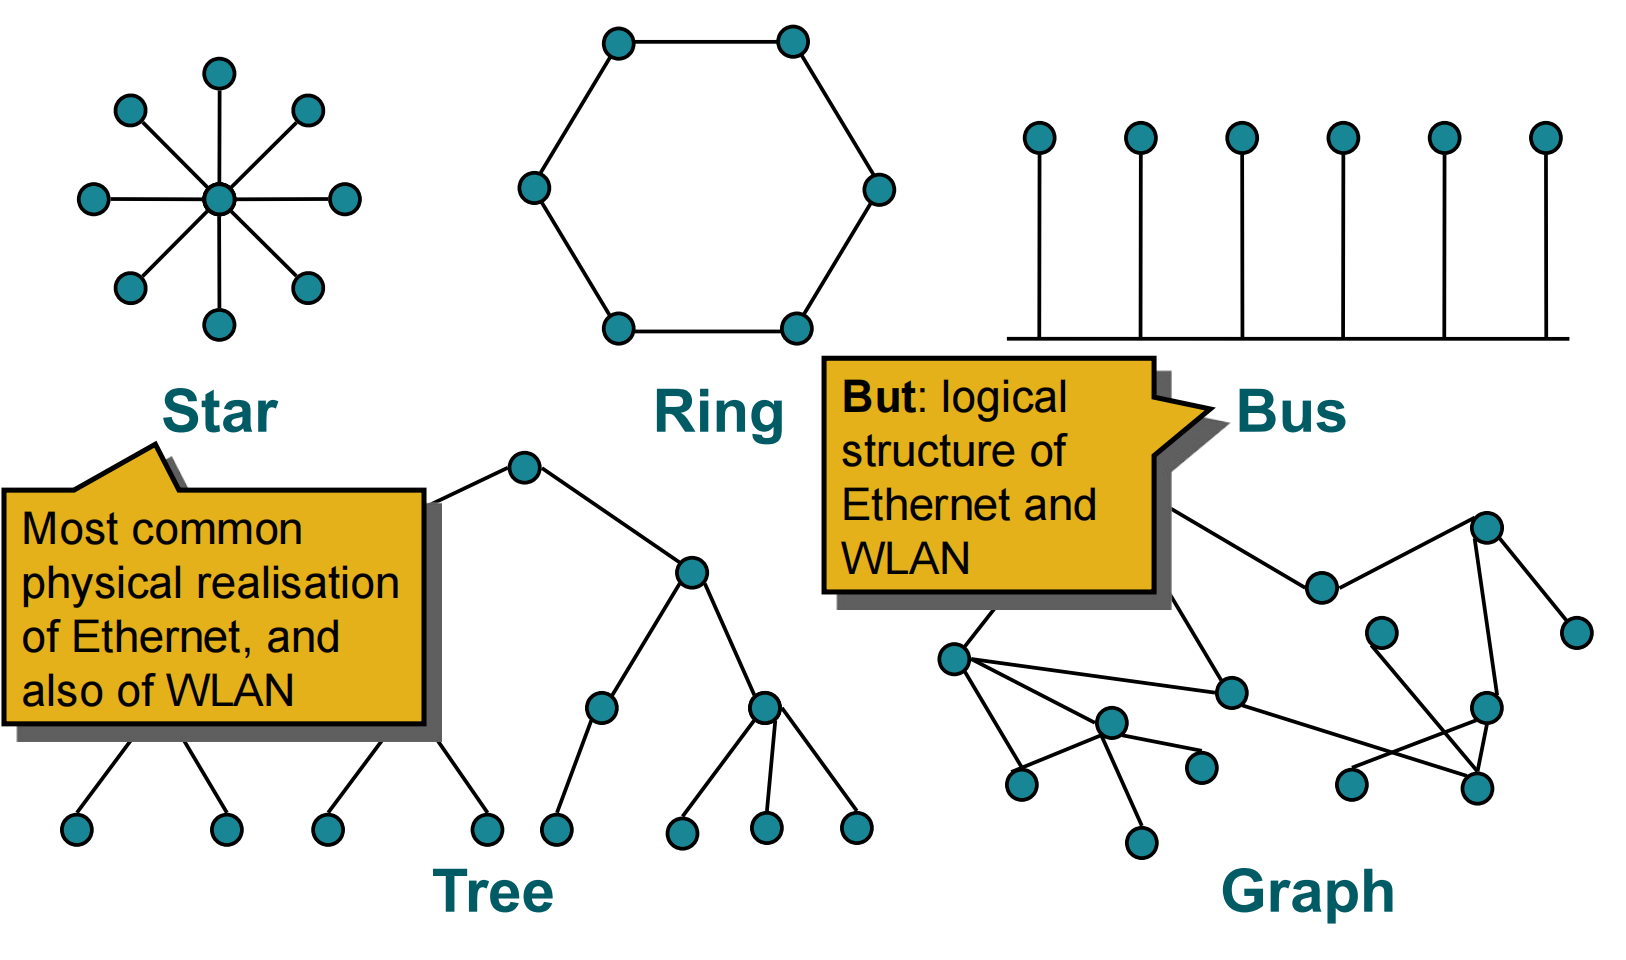 Star
Ring
Bus
But: logical
structure of
Ethernet and
WLAN
Most common
physical realisation
of Ethernet, and
also of WLAN
Tree
Graph